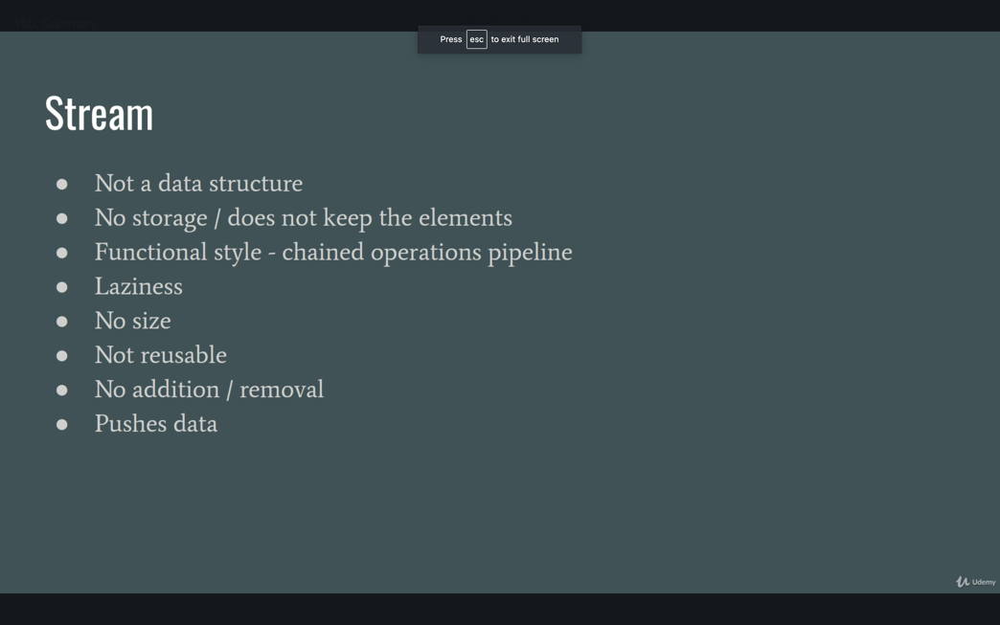 Press esc to exit full screen
Stream
● Not a data structure
● No storage / does not keep the elements
● Functional style - chained operations pipeline
● Laziness
● No size
● Not reusable
● No addition / removal
● Pushes data
Udemy